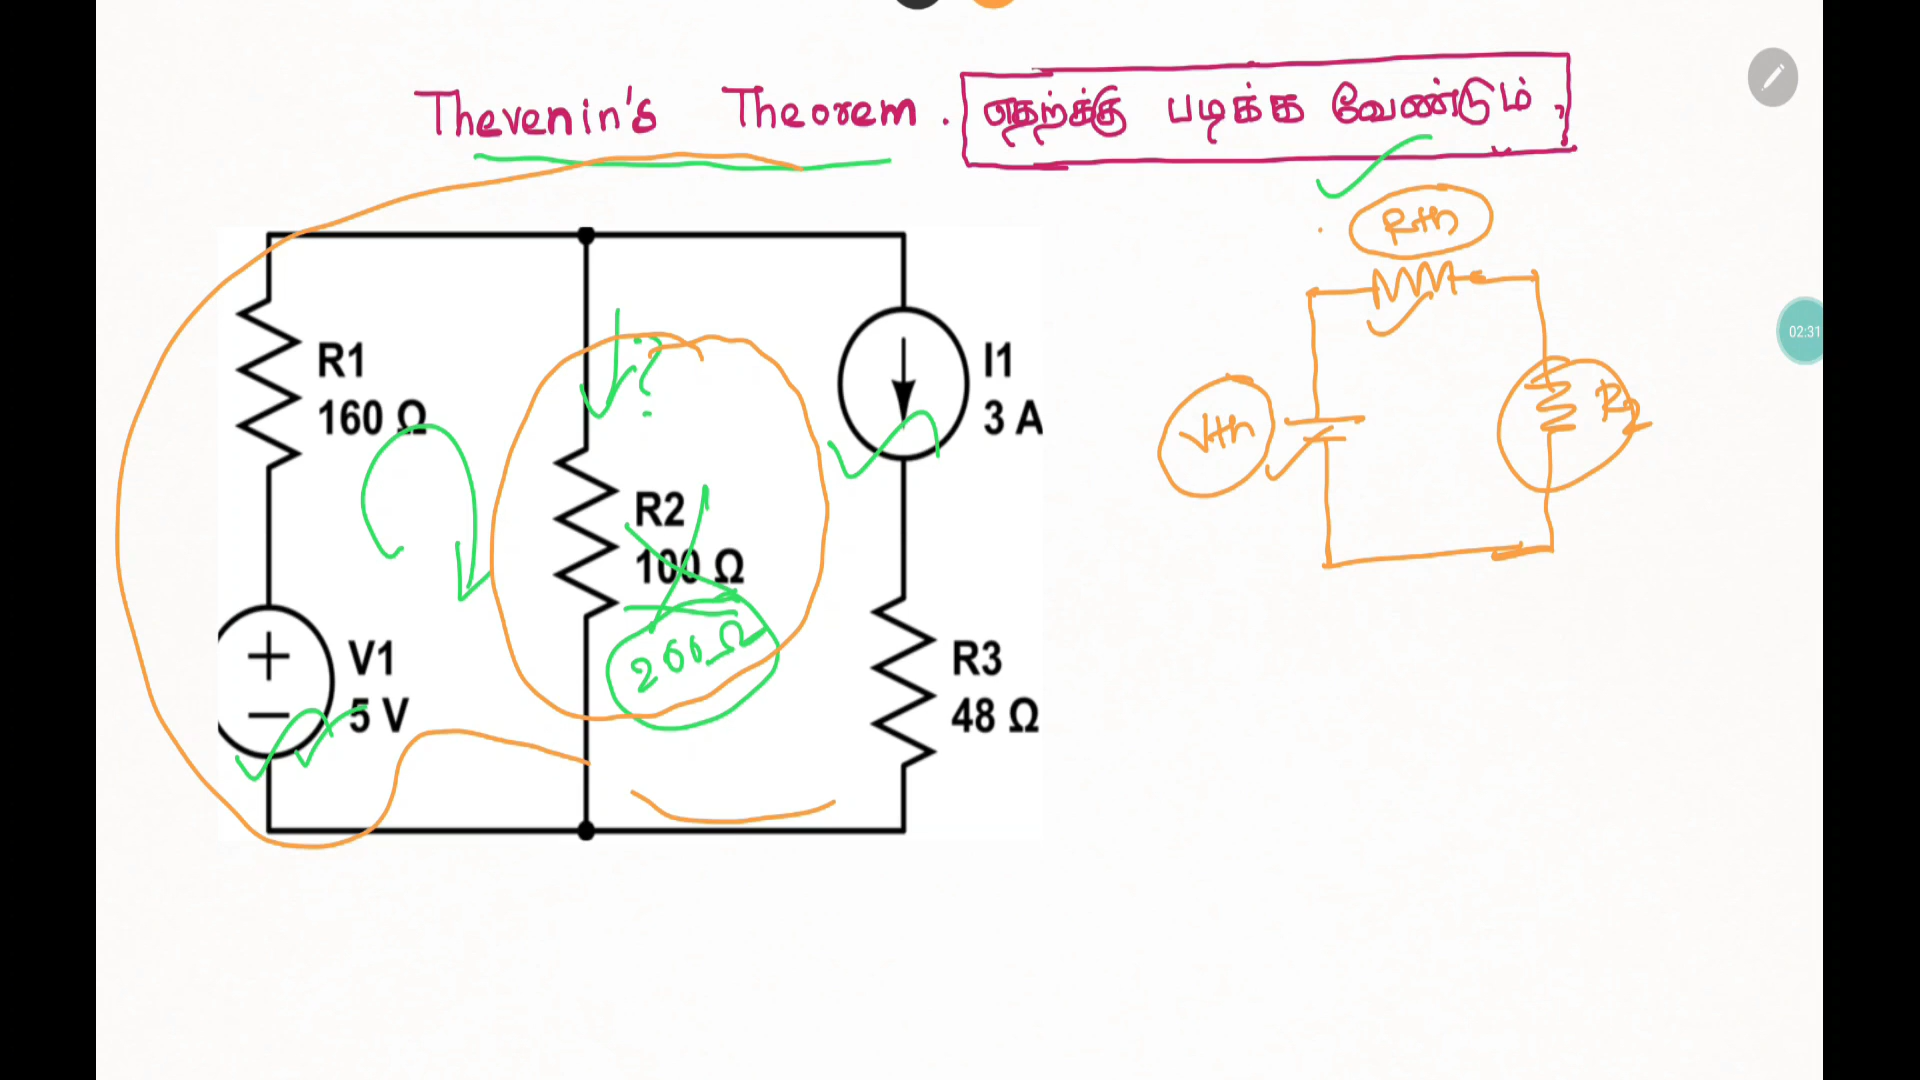 Thevenin's Theorem. எதற்க்கு படிக்க வேண்டும்,
Rth
R1
160 Ω
?
I1
3 A
Vth
R2
R2
100 Ω
200Ω
V1
5 V
R3
48 Ω
02:31